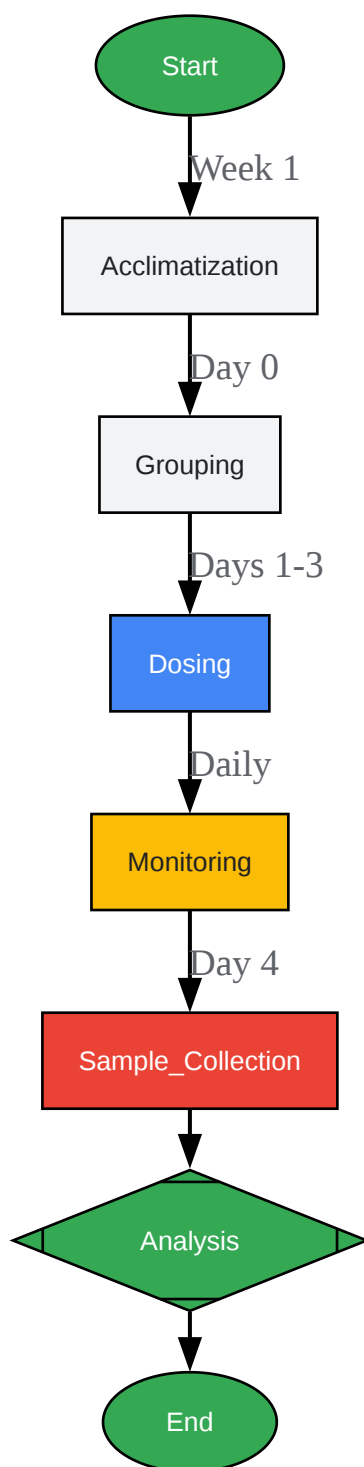 Start
Week 1
Acclimatization
Day 0
Grouping
Days 1-3
Dosing
Daily
Monitoring
Day 4
Sample_Collection
Analysis
End